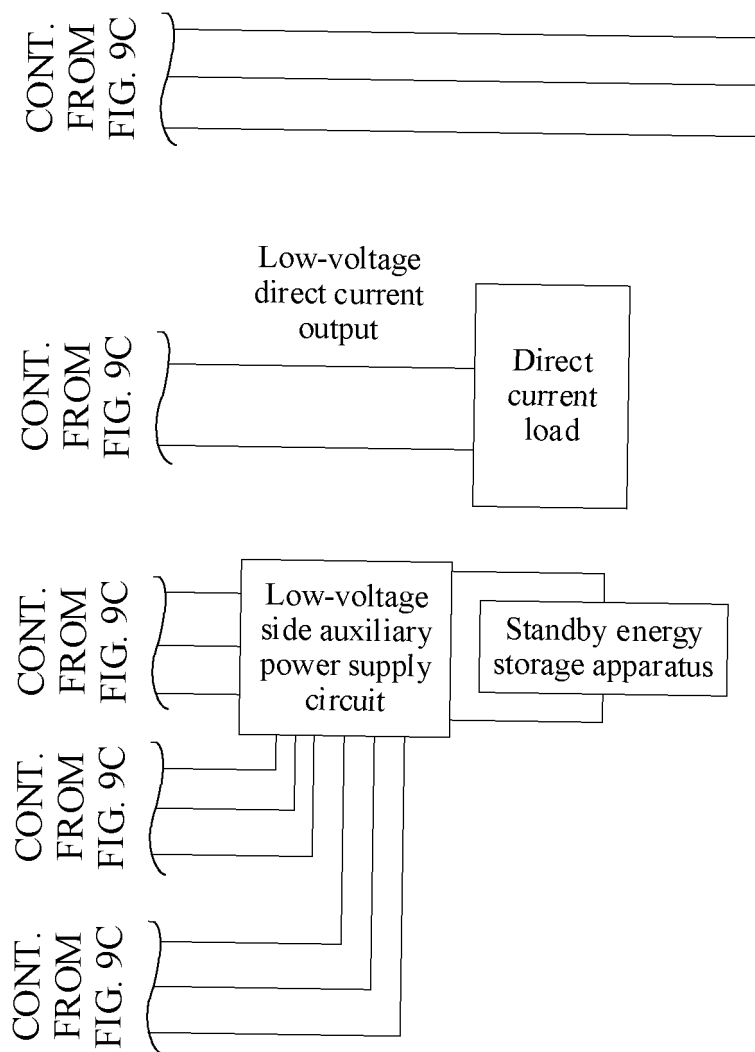 CONT.
FROM
FIG. 9C
Low-voltage
direct current
output
CONT.
FROM
FIG. 9C
Direct
current
load
CONT.
FROM
FIG. 9C
Low-voltage
side auxiliary
power supply
circuit
Standby energy
storage apparatus
CONT.
FROM
FIG. 9C
CONT.
FROM
FIG. 9C